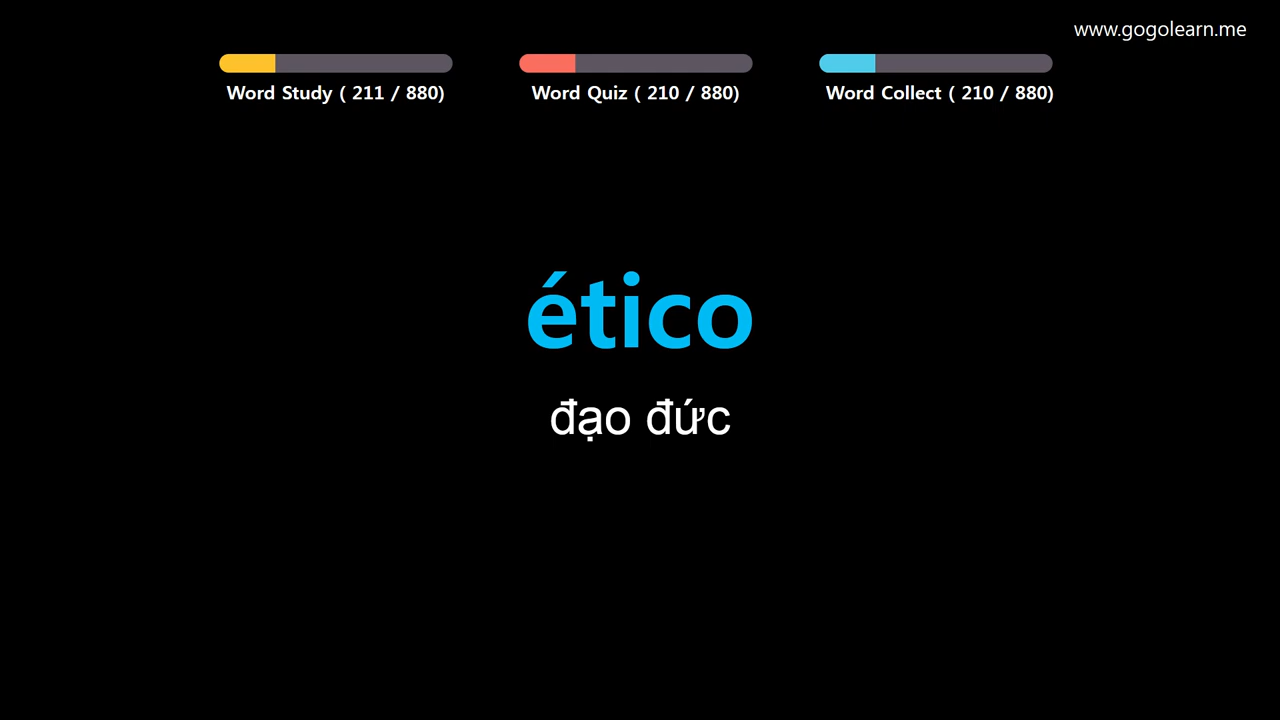 www.gogolearn.me
Word Study ( 211 / 880)
Word Quiz ( 210 / 880)
Word Collect ( 210 / 880)
ético
đạo đức